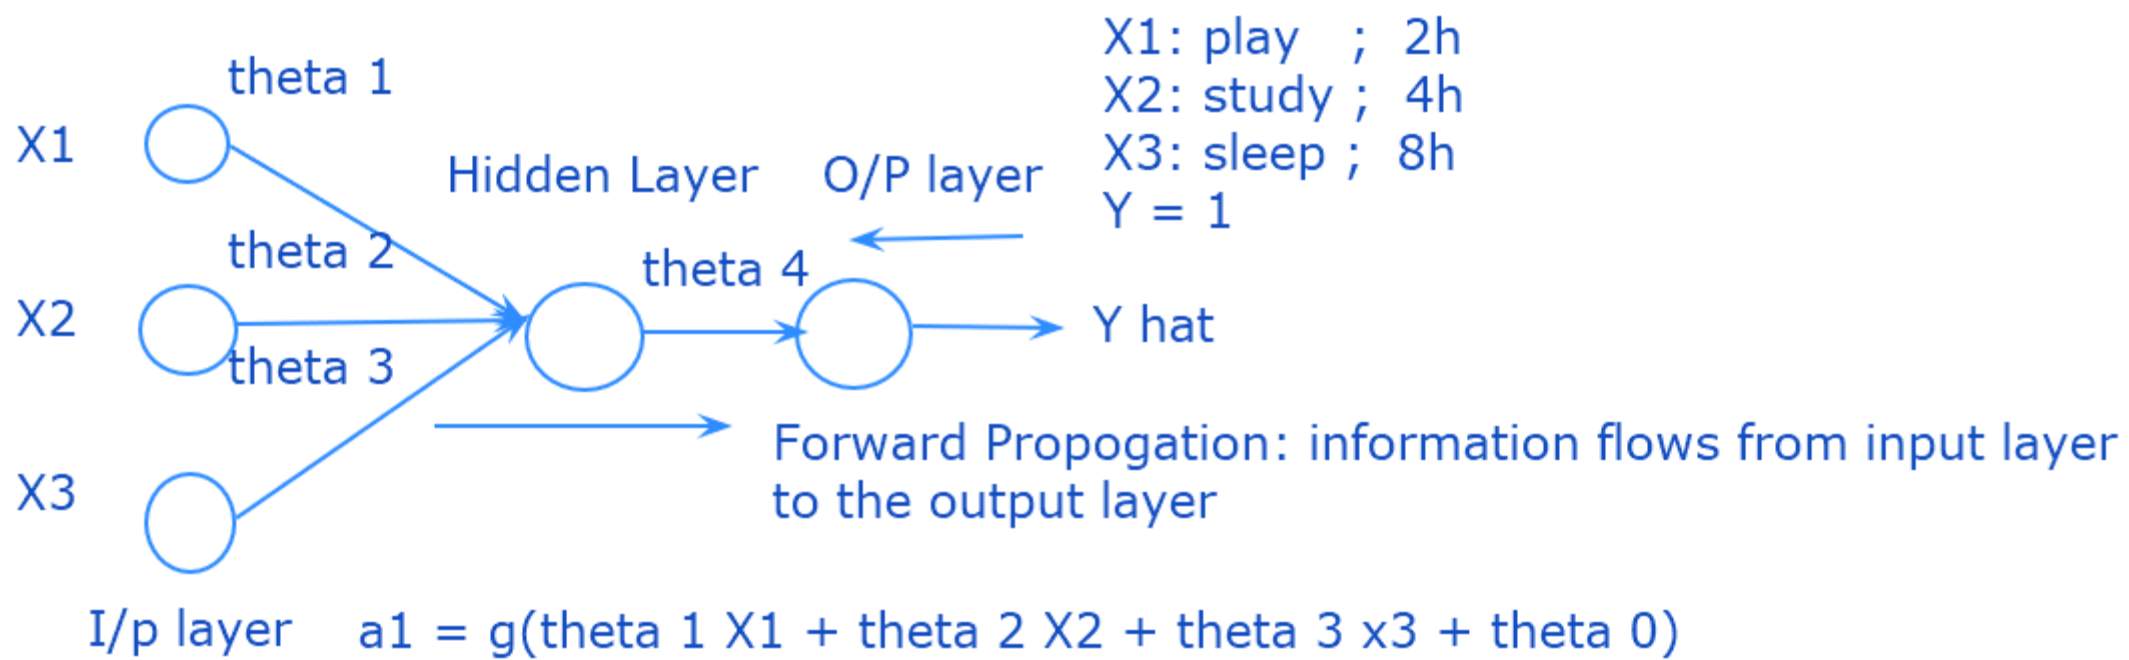 theta 1
X1
theta 2
X2
theta 3
X3
I/p layer
Hidden Layer
theta 4
O/P layer
Y hat
X1: play ; 2h
X2: study ; 4h
X3: sleep ; 8h
Y = 1
Forward Propogation: information flows from input layer
to the output layer
a1 = g(theta 1 X1 + theta 2 X2 + theta 3 x3 + theta 0)